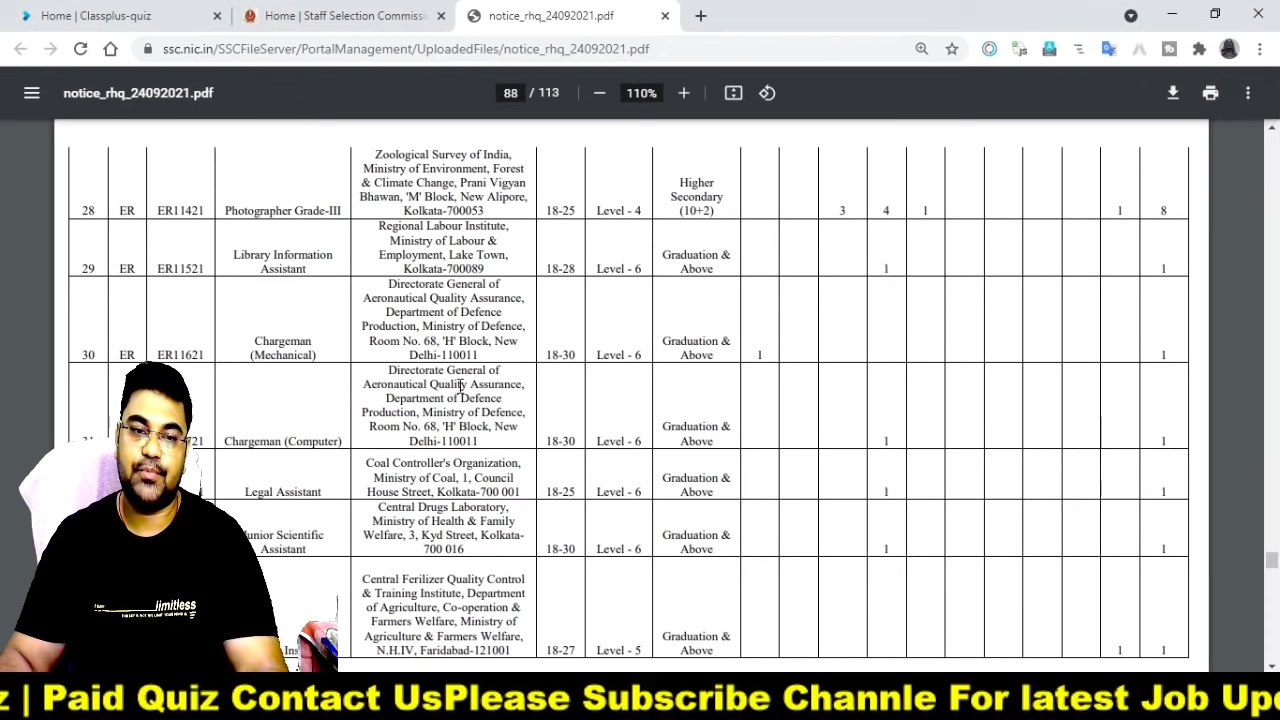 Home | Classplus-quiz
Home | Staff Selection Commissi
notice_rhq_24092021.pdf
ssc.nic.in/SSCFileServer/PortalManagement/UploadedFiles/notice_rhq_24092021.pdf
notice_rhq_24092021.pdf
88 / 113
110%
Zoological Survey of India,
Ministry of Environment, Forest
& Climate Change, Prani Vigyan
Bhawan, 'M' Block, New Alipore,
Kolkata-700053
Higher
Secondary
(10+2)
28 ER ER11421 Photographer Grade-III 18-25 Level - 4 3 4 1 1 8
Regional Labour Institute,
Ministry of Labour &
Employment, Lake Town,
Kolkata-700089
Library Information
Assistant
Graduation &
Above
29 ER ER11521 18-28 Level - 6 1 1
Directorate General of
Aeronautical Quality Assurance,
Department of Defence
Production, Ministry of Defence,
Room No. 68, 'H' Block, New
Delhi-110011
Chargeman
(Mechanical)
Graduation &
Above
30 ER ER11621 18-30 Level - 6 1 1
Directorate General of
Aeronautical Quality Assurance,
Department of Defence
Production, Ministry of Defence,
Room No. 68, 'H' Block, New
Delhi-110011
Graduation &
Above
721 Chargeman (Computer) 18-30 Level - 6 1 1
Coal Controller's Organization,
Ministry of Coal, 1, Council
House Street, Kolkata-700 001
Graduation &
Above
Legal Assistant 18-25 Level - 6 1 1
Central Drugs Laboratory,
Ministry of Health & Family
Welfare, 3, Kyd Street, Kolkata-
700 016
unior Scientific
Assistant
Graduation &
Above
18-30 Level - 6 1 1
Central Ferilizer Quality Control
& Training Institute, Department
of Agriculture, Co-operation &
Farmers Welfare, Ministry of
Agriculture & Farmers Welfare,
N.H.IV, Faridabad-121001
Graduation &
Above
18-27 Level - 5 1 1
limitless
z | Paid Quiz Contact UsPlease Subscribe Channle For latest Job Up